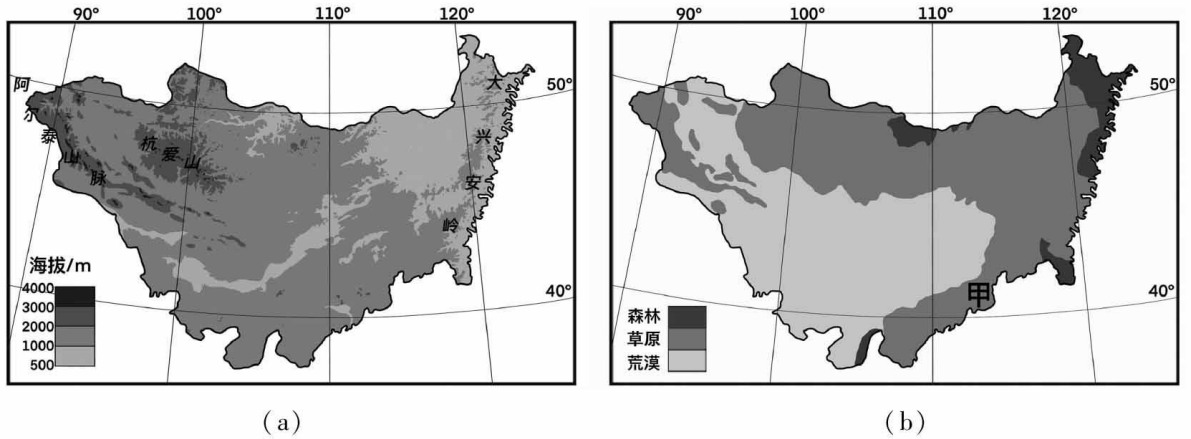 90°
100°
110°
120°
50°
40°
阿
尔
泰
山
脉
杭
爱
山
大
兴
安
岭
海拔/m
4000
3000
2000
1000
500
(a)
90°
100°
110°
120°
50°
40°
甲
森林
草原
荒漠
(b)